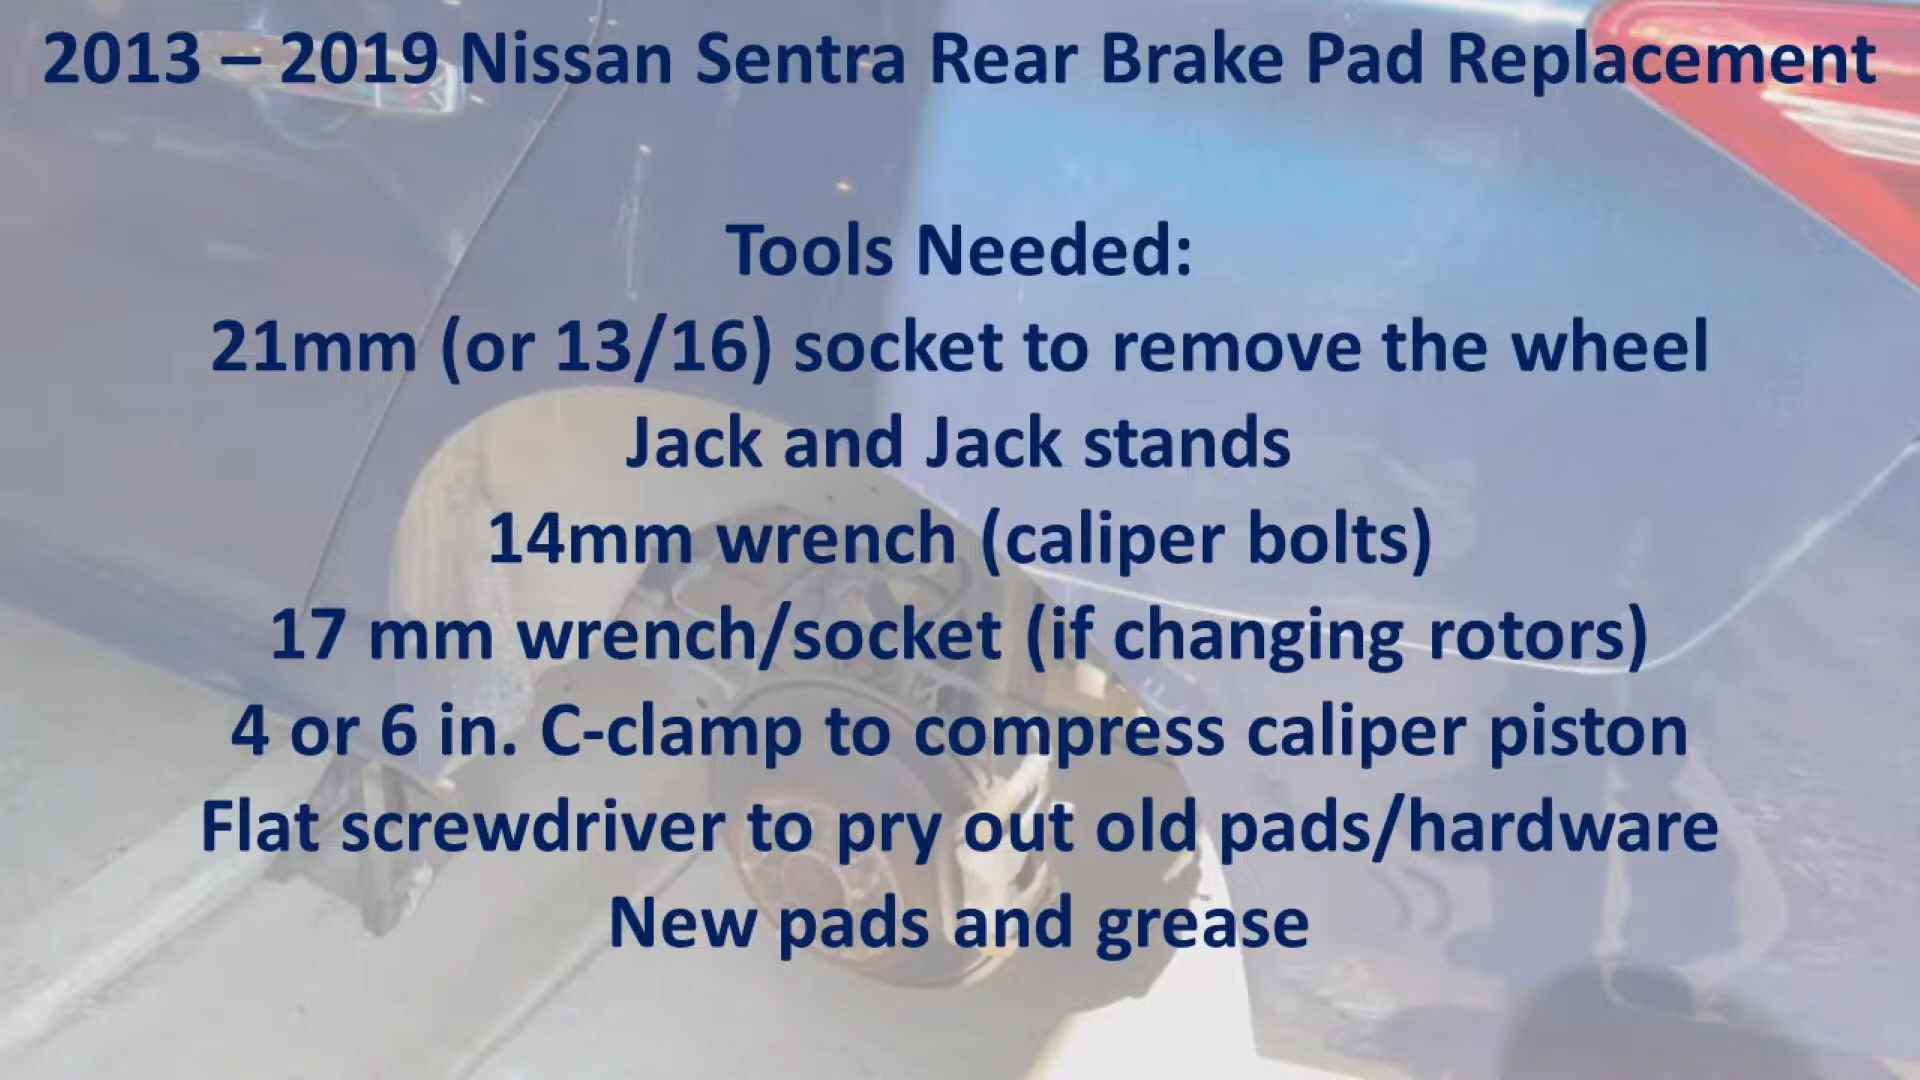 2013 – 2019 Nissan Sentra Rear Brake Pad Replacement
Tools Needed:
21mm (or 13/16) socket to remove the wheel
Jack and Jack stands
14mm wrench (caliper bolts)
17 mm wrench/socket (if changing rotors)
4 or 6 in. C-clamp to compress caliper piston
Flat screwdriver to pry out old pads/hardware
New pads and grease